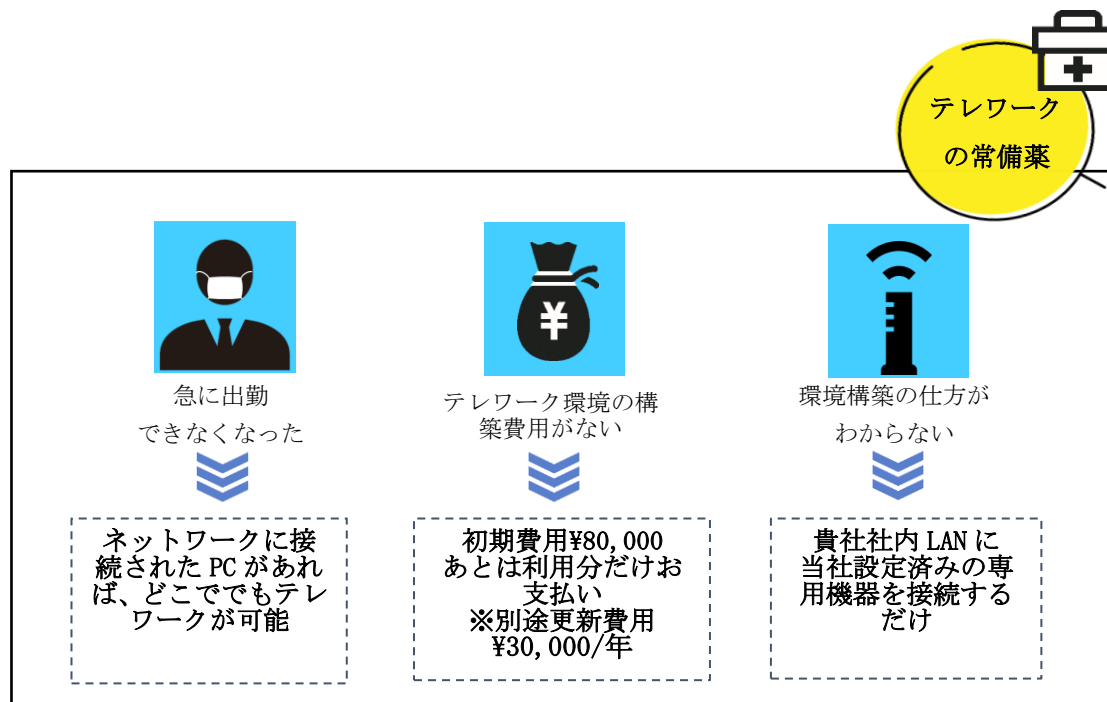 テレワーク
の常備薬
急に出勤
できなくなった
テレワーク環境の構
築費用がない
環境構築の仕方が
わからない
ネットワークに接
続された PC があれ
ば、どこででもテレ
ワークが可能
初期費用¥80,000
あとは利用分だけお
支払い
※別途更新費用
¥30,000/年
貴社社内 LAN に
当社設定済みの専
用機器を接続する
だけ